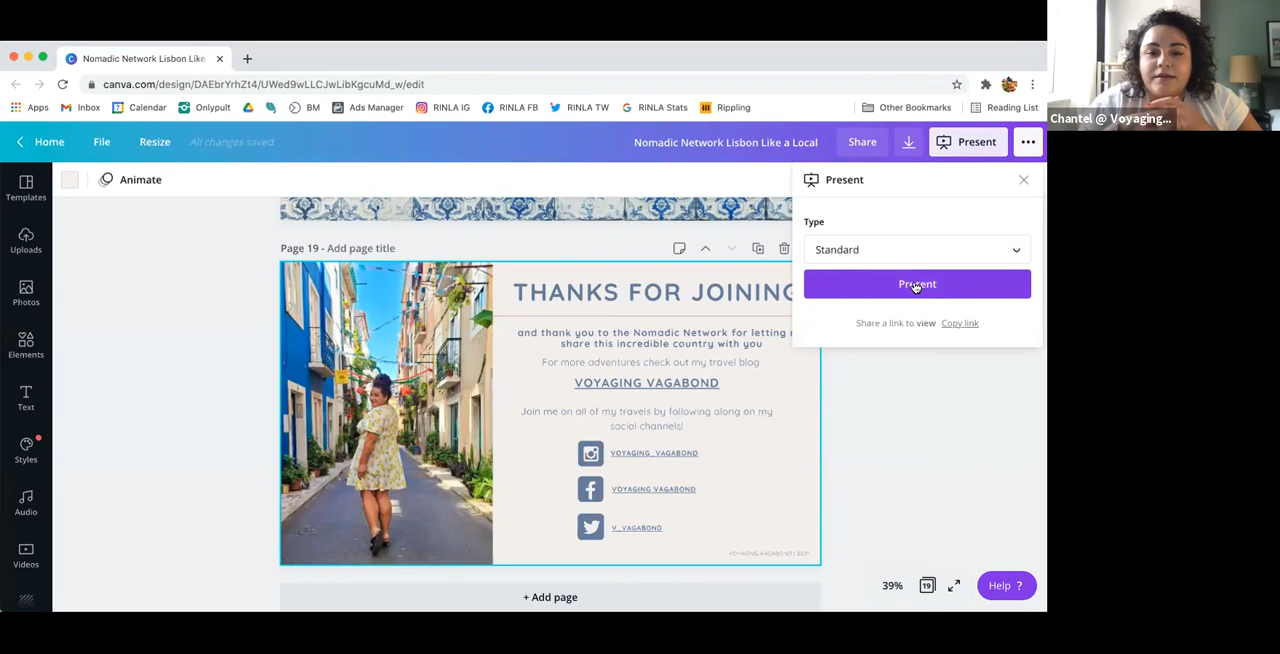 Nomadic Network Lisbon Like
canva.com/design/DAEbrYrhZt4/UWed9wLLCJwLibKgcuMd_w/edit
Apps Inbox Calendar Onlypult BM Ads Manager RINLA IG RINLA FB RINLA TW RINLA Stats Rippling Other Bookmarks Reading List
Chantel @ Voyaging...
Home File Resize All changes saved Nomadic Network Lisbon Like a Local Share Present
Animate
Present
Templates
Uploads
Photos
Elements
Text
Styles
Audio
Videos
Type
Standard
Present
Share a link to view Copy link
Page 19 - Add page title
THANKS FOR JOINING
and thank you to the Nomadic Network for letting
share this incredible country with you
For more adventures check out my travel blog
VOYAGING VAGABOND
Join me on all of my travels by following along on my
social channels!
VOYAGING_VAGABOND
VOYAGING VAGABOND
V_VAGABOND
VOYAGING VAGABOND |
+ Add page
39% 19 Help ?